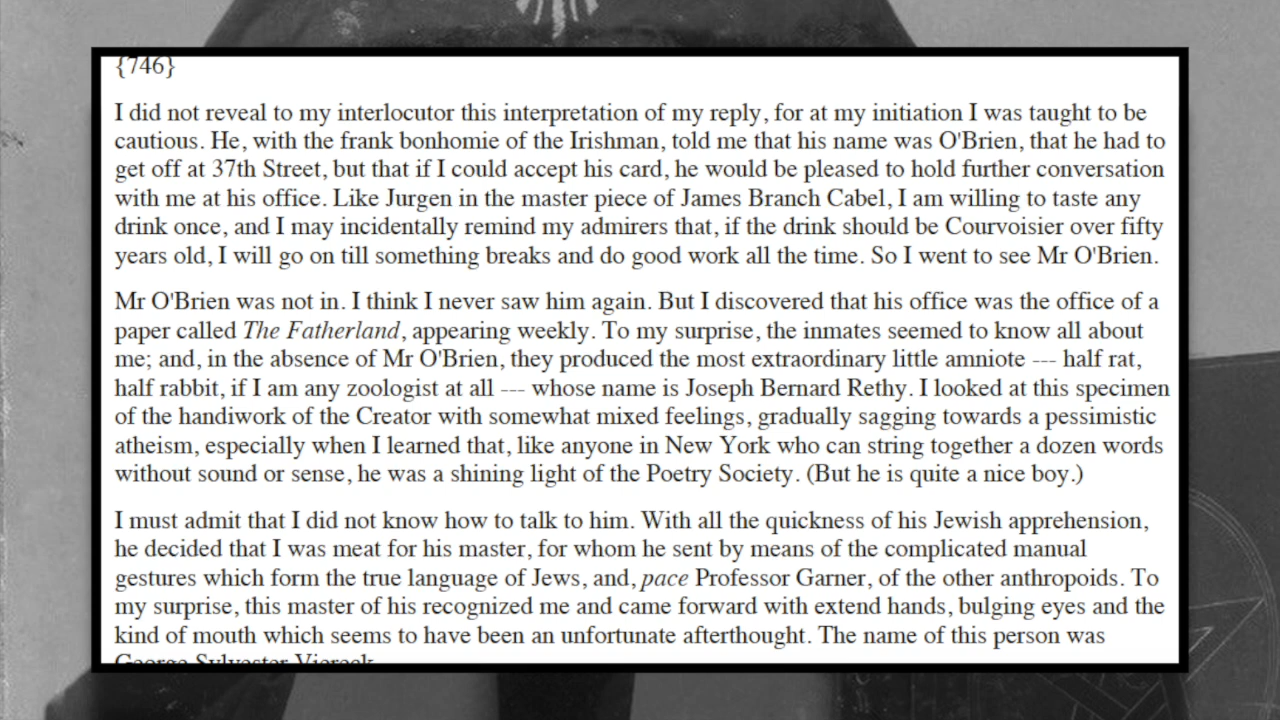 {746}
I did not reveal to my interlocutor this interpretation of my reply, for at my initiation I was taught to be
cautious. He, with the frank bonhomie of the Irishman, told me that his name was O'Brien, that he had to
get off at 37th Street, but that if I could accept his card, he would be pleased to hold further conversation
with me at his office. Like Jurgen in the master piece of James Branch Cabel, I am willing to taste any
drink once, and I may incidentally remind my admirers that, if the drink should be Courvoisier over fifty
years old, I will go on till something breaks and do good work all the time. So I went to see Mr O'Brien.
Mr O'Brien was not in. I think I never saw him again. But I discovered that his office was the office of a
paper called The Fatherland, appearing weekly. To my surprise, the inmates seemed to know all about
me; and, in the absence of Mr O'Brien, they produced the most extraordinary little amniote --- half rat,
half rabbit, if I am any zoologist at all --- whose name is Joseph Bernard Rethy. I looked at this specimen
of the handiwork of the Creator with somewhat mixed feelings, gradually sagging towards a pessimistic
atheism, especially when I learned that, like anyone in New York who can string together a dozen words
without sound or sense, he was a shining light of the Poetry Society. (But he is quite a nice boy.)
I must admit that I did not know how to talk to him. With all the quickness of his Jewish apprehension,
he decided that I was meat for his master, for whom he sent by means of the complicated manual
gestures which form the true language of Jews, and, pace Professor Garner, of the other anthropoids. To
my surprise, this master of his recognized me and came forward with extend hands, bulging eyes and the
kind of mouth which seems to have been an unfortunate afterthought. The name of this person was
George Sylvester Viereck